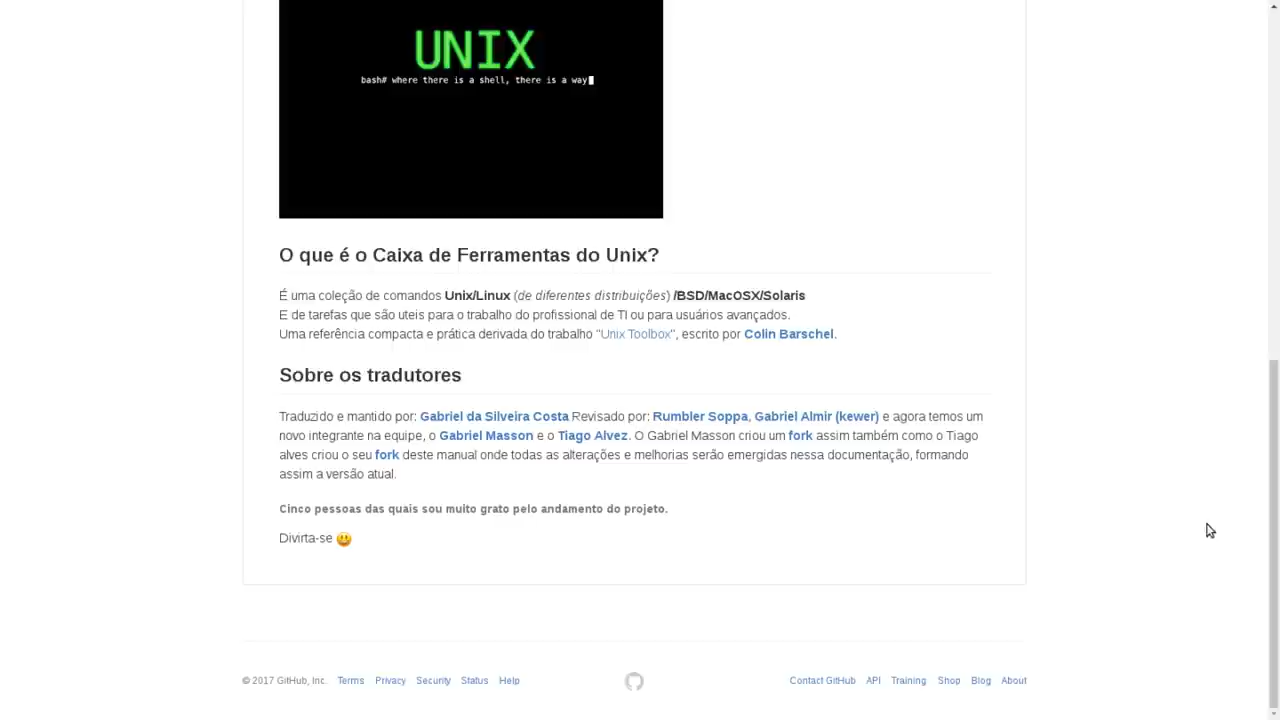 UNIX
bash# where there is a shell, there is a way
O que é o Caixa de Ferramentas do Unix?
É uma coleção de comandos Unix/Linux (de diferentes distribuições) /BSD/MacOSX/Solaris
E de tarefas que são uteis para o trabalho do profissional de TI ou para usuários avançados.
Uma referência compacta e prática derivada do trabalho "Unix Toolbox", escrito por Colin Barschel.
Sobre os tradutores
Traduzido e mantido por: Gabriel da Silveira Costa Revisado por: Rumbler Soppa, Gabriel Almir (kewer) e agora temos um
novo integrante na equipe, o Gabriel Masson e o Tiago Alvez. O Gabriel Masson criou um fork assim também como o Tiago
alves criou o seu fork deste manual onde todas as alterações e melhorias serão emergidas nessa documentação, formando
assim a versão atual.
Cinco pessoas das quais sou muito grato pelo andamento do projeto.
Divirta-se
© 2017 GitHub, Inc. Terms Privacy Security Status Help Contact GitHub API Training Shop Blog About